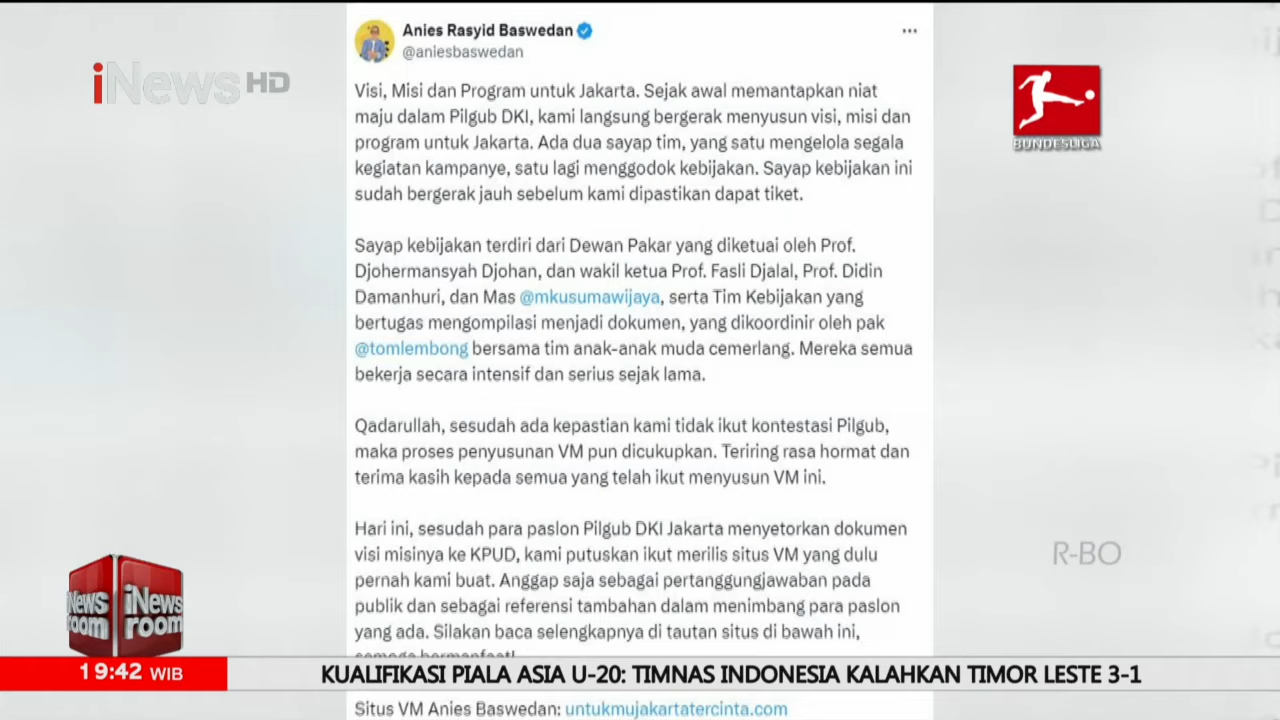 Anies Rasyid Baswedan
@aniesbaswedan
iNews HD
BUNDESLIGA
Visi, Misi dan Program untuk Jakarta. Sejak awal memantapkan niat
maju dalam Pilgub DKI, kami langsung bergerak menyusun visi, misi dan
program untuk Jakarta. Ada dua sayap tim, yang satu mengelola segala
kegiatan kampanye, satu lagi menggodok kebijakan. Sayap kebijakan ini
sudah bergerak jauh sebelum kami dipastikan dapat tiket.
Sayap kebijakan terdiri dari Dewan Pakar yang diketuai oleh Prof.
Djohermansyah Djohan, dan wakil ketua Prof. Fasli Djalal, Prof. Didin
Damanhuri, dan Mas @mkusumawijaya, serta Tim Kebijakan yang
bertugas mengompilasi menjadi dokumen, yang dikoordinir oleh pak
@tomlembong bersama tim anak-anak muda cemerlang. Mereka semua
bekerja secara intensif dan serius sejak lama.
Qadarullah, sesudah ada kepastian kami tidak ikut kontestasi Pilgub,
maka proses penyusunan VM pun dicukupkan. Teriring rasa hormat dan
terima kasih kepada semua yang telah ikut menyusun VM ini.
Hari ini, sesudah para paslon Pilgub DKI Jakarta menyetorkan dokumen
visi misinya ke KPUD, kami putuskan ikut merilis situs VM yang dulu
pernah kami buat. Anggap saja sebagai pertanggungjawaban pada
publik dan sebagai referensi tambahan dalam menimbang para paslon
yang ada. Silakan baca selengkapnya di tautan situs di bawah ini,
semoga bermanfaat!
R-BO
iNews
room
iNews
room
19:42 WIB
KUALIFIKASI PIALA ASIA U-20: TIMNAS INDONESIA KALAHKAN TIMOR LESTE 3-1
Situs VM Anies Baswedan: untukmujakartatercinta.com